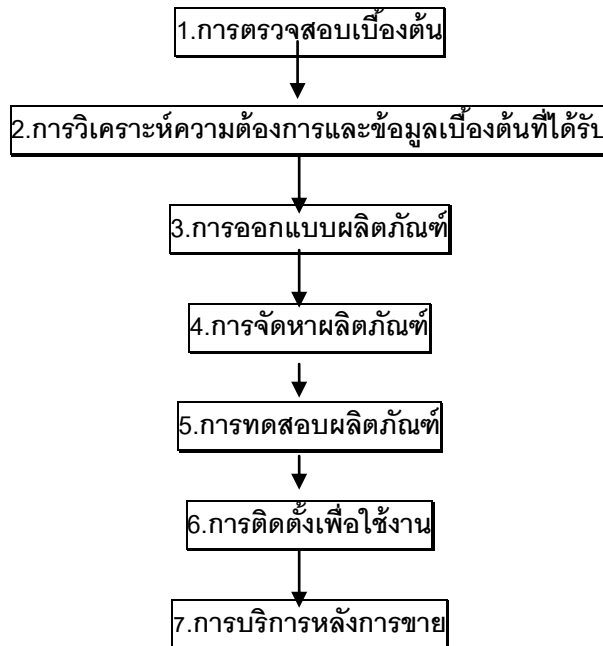 1.การตรวจสอบเบื้องต้น
2.การวิเคราะห์ความต้องการและข้อมูลเบื้องต้นที่ได้รับ
3.การออกแบบผลิตภัณฑ์
4.การจัดหาผลิตภัณฑ์
5.การทดสอบผลิตภัณฑ์
6.การติดตั้งเพื่อใช้งาน
7.การบริการหลังการขาย